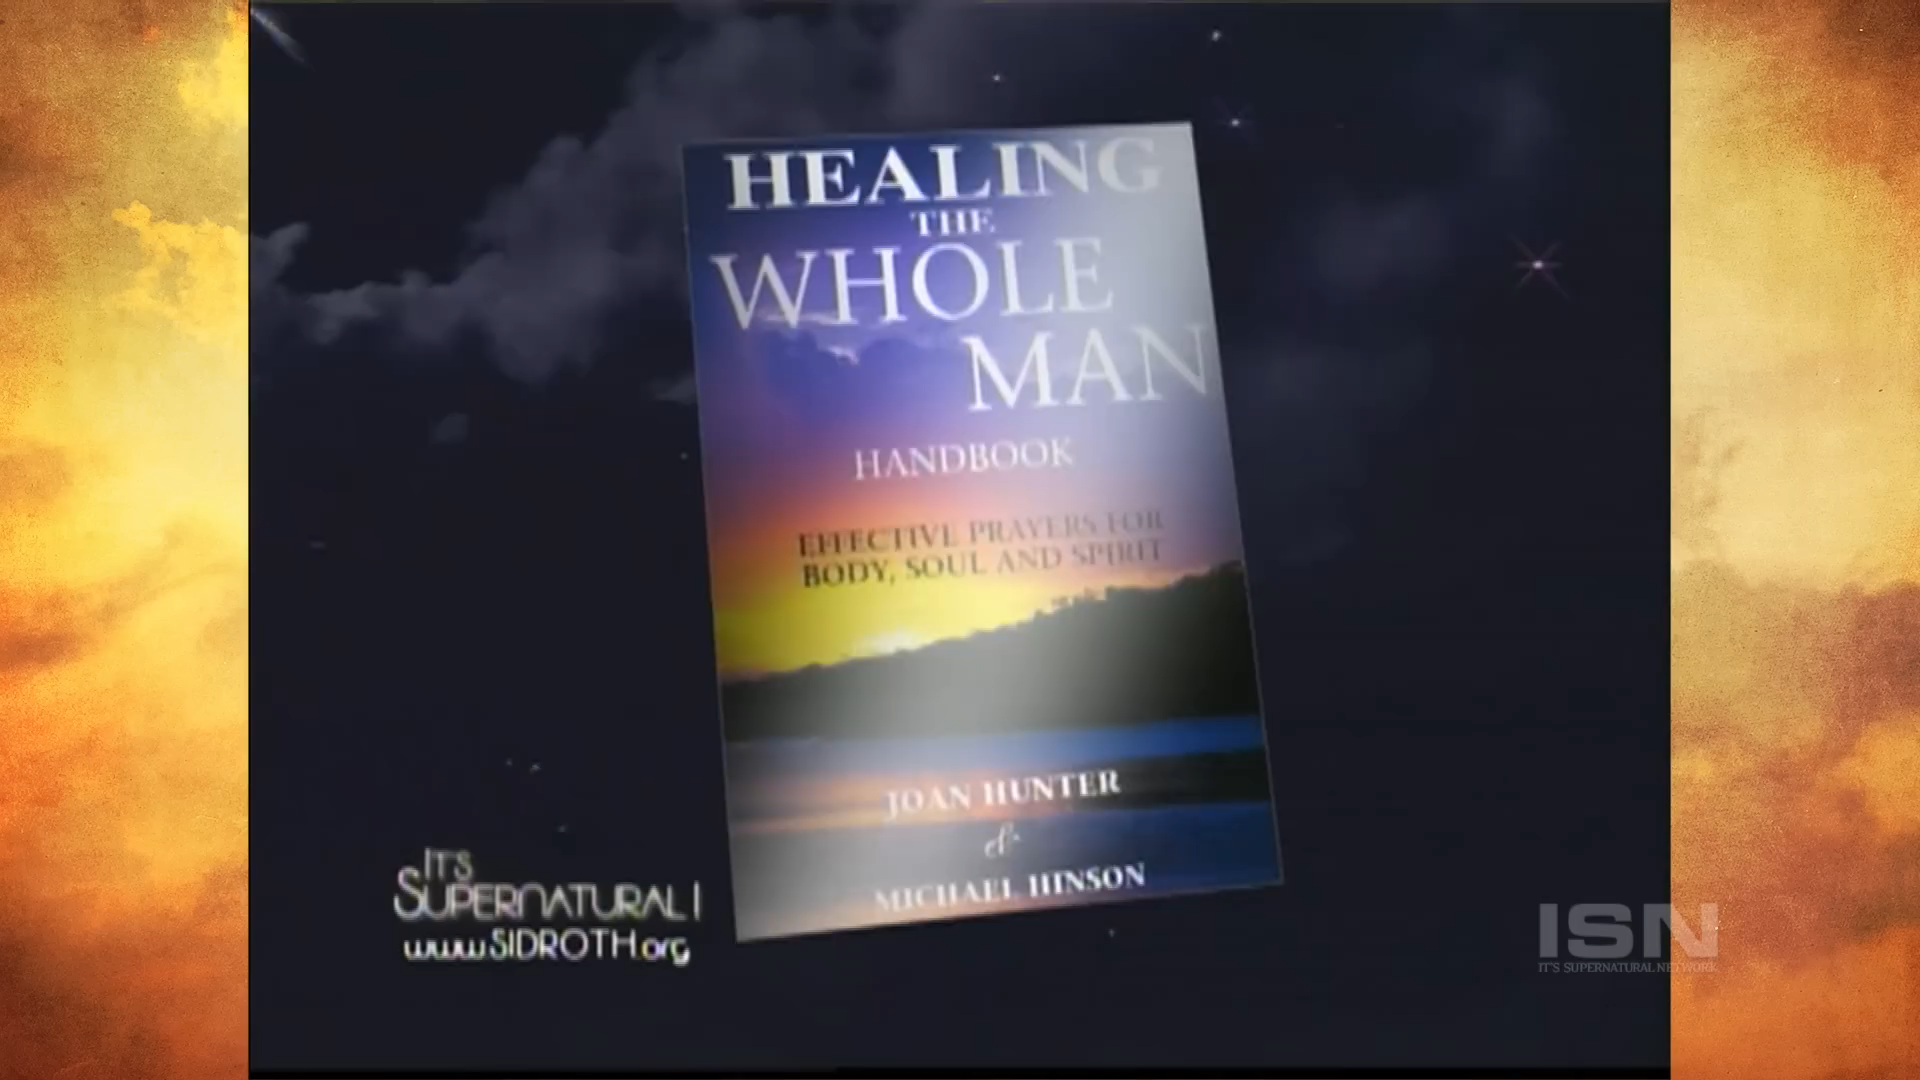 HEALING
THE
WHOLE
MAN
HANDBOOK
EFFECTIVE PRAYERS FOR
BODY, SOUL AND SPIRIT
JOAN HUNTER
&
MICHAEL HINSON
IT'S
SUPERNATURAL!
www.SIDROTH.org
ISN
IT'S SUPERNATURAL NETWORK